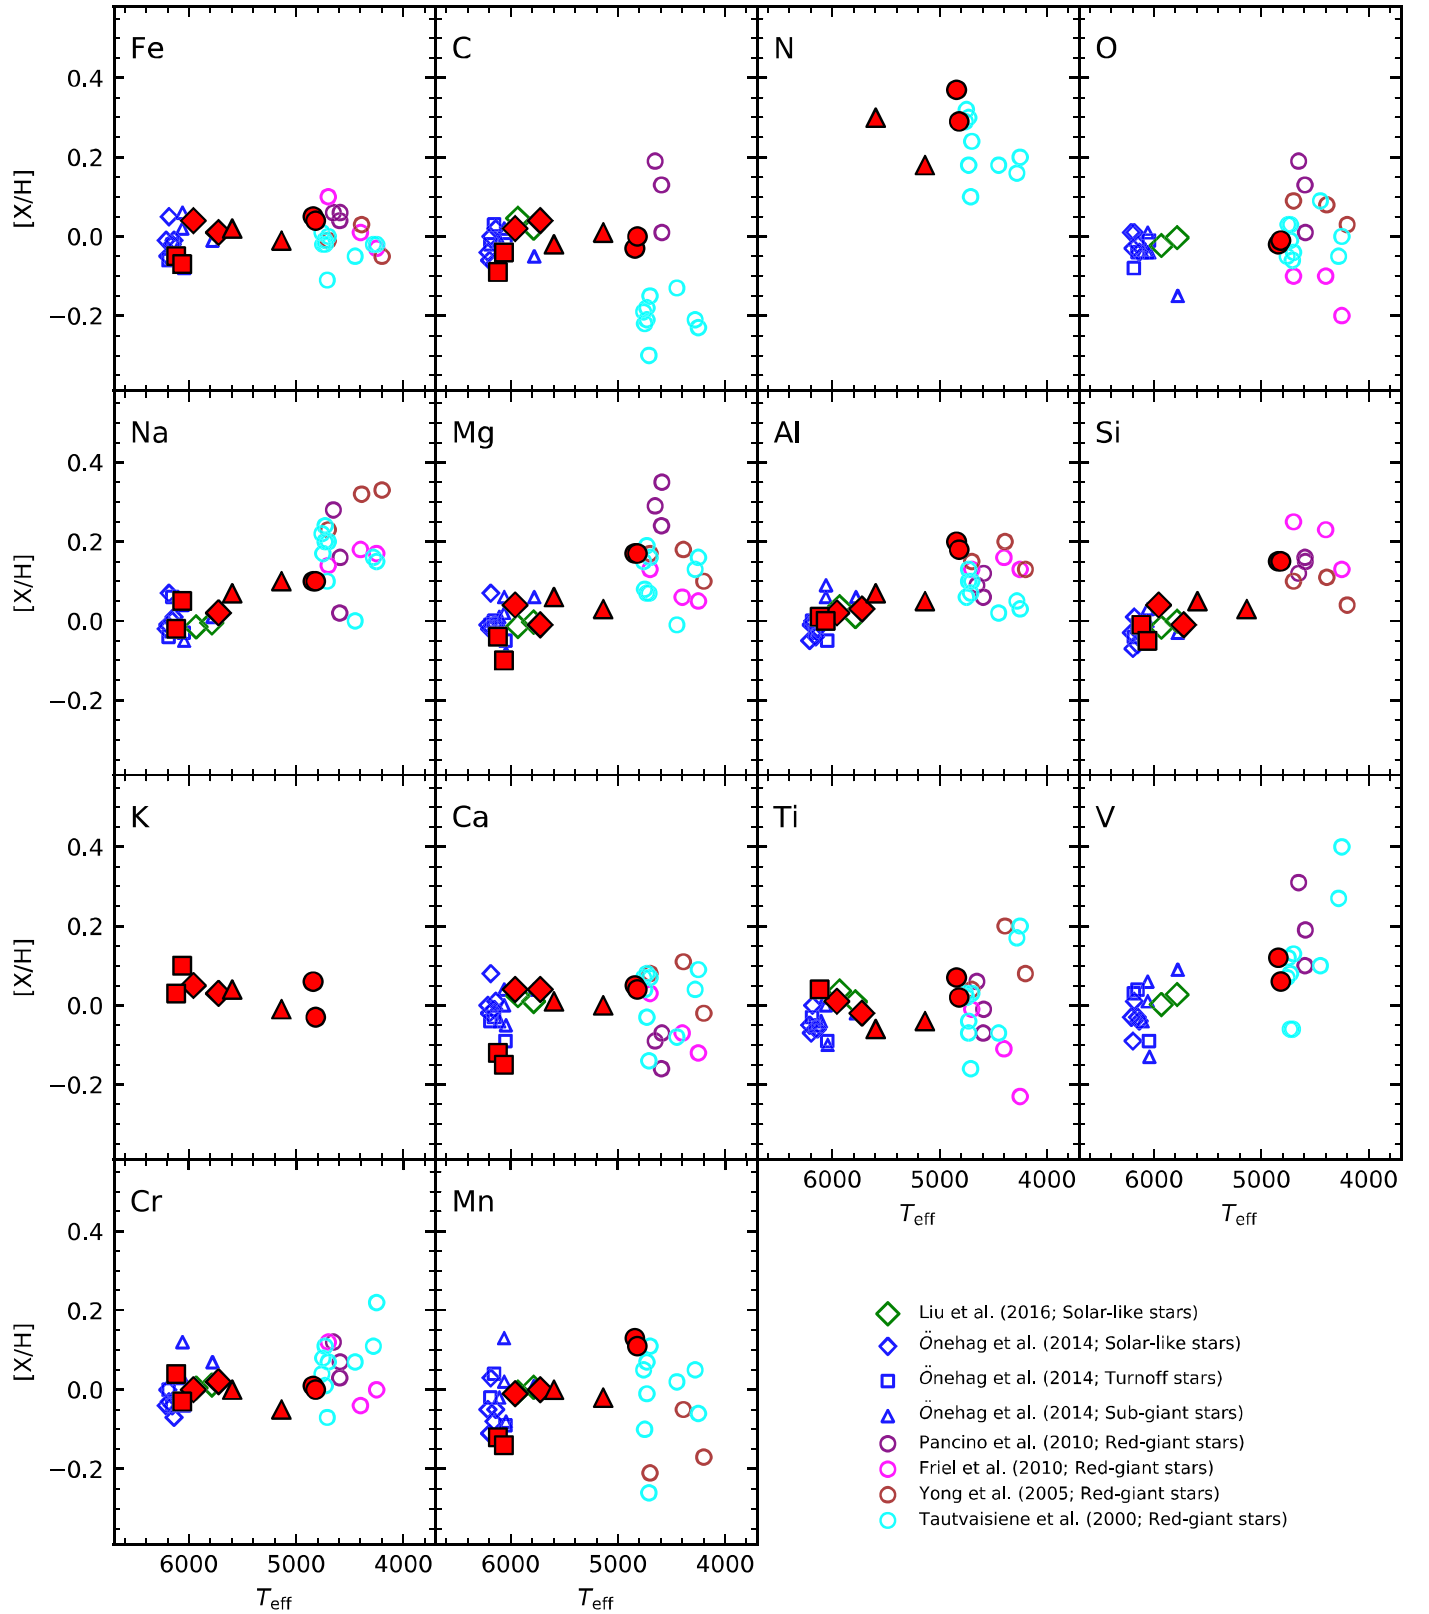 Fe
C
N
O
0.4
0.2
0.0
−0.2
[X/H]
Na
Mg
Al
Si
0.4
0.2
0.0
−0.2
[X/H]
K
Ca
Ti
V
0.4
0.2
0.0
−0.2
[X/H]
6000 5000 4000
Teff
6000 5000 4000
Teff
Cr
Mn
0.4
0.2
0.0
−0.2
[X/H]
6000 5000 4000
Teff
6000 5000 4000
Teff
Liu et al. (2016; Solar-like stars)
Önehag et al. (2014; Solar-like stars)
Önehag et al. (2014; Turnoff stars)
Önehag et al. (2014; Sub-giant stars)
Pancino et al. (2010; Red-giant stars)
Friel et al. (2010; Red-giant stars)
Yong et al. (2005; Red-giant stars)
Tautvaisiene et al. (2000; Red-giant stars)